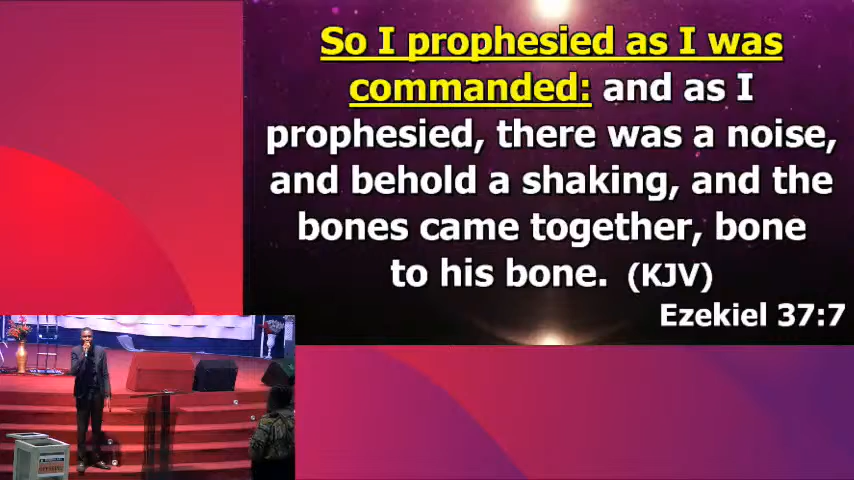 So I prophesied as I was
commanded: and as I
prophesied, there was a noise,
and behold a shaking, and the
bones came together, bone
to his bone. (KJV)
Ezekiel 37:7